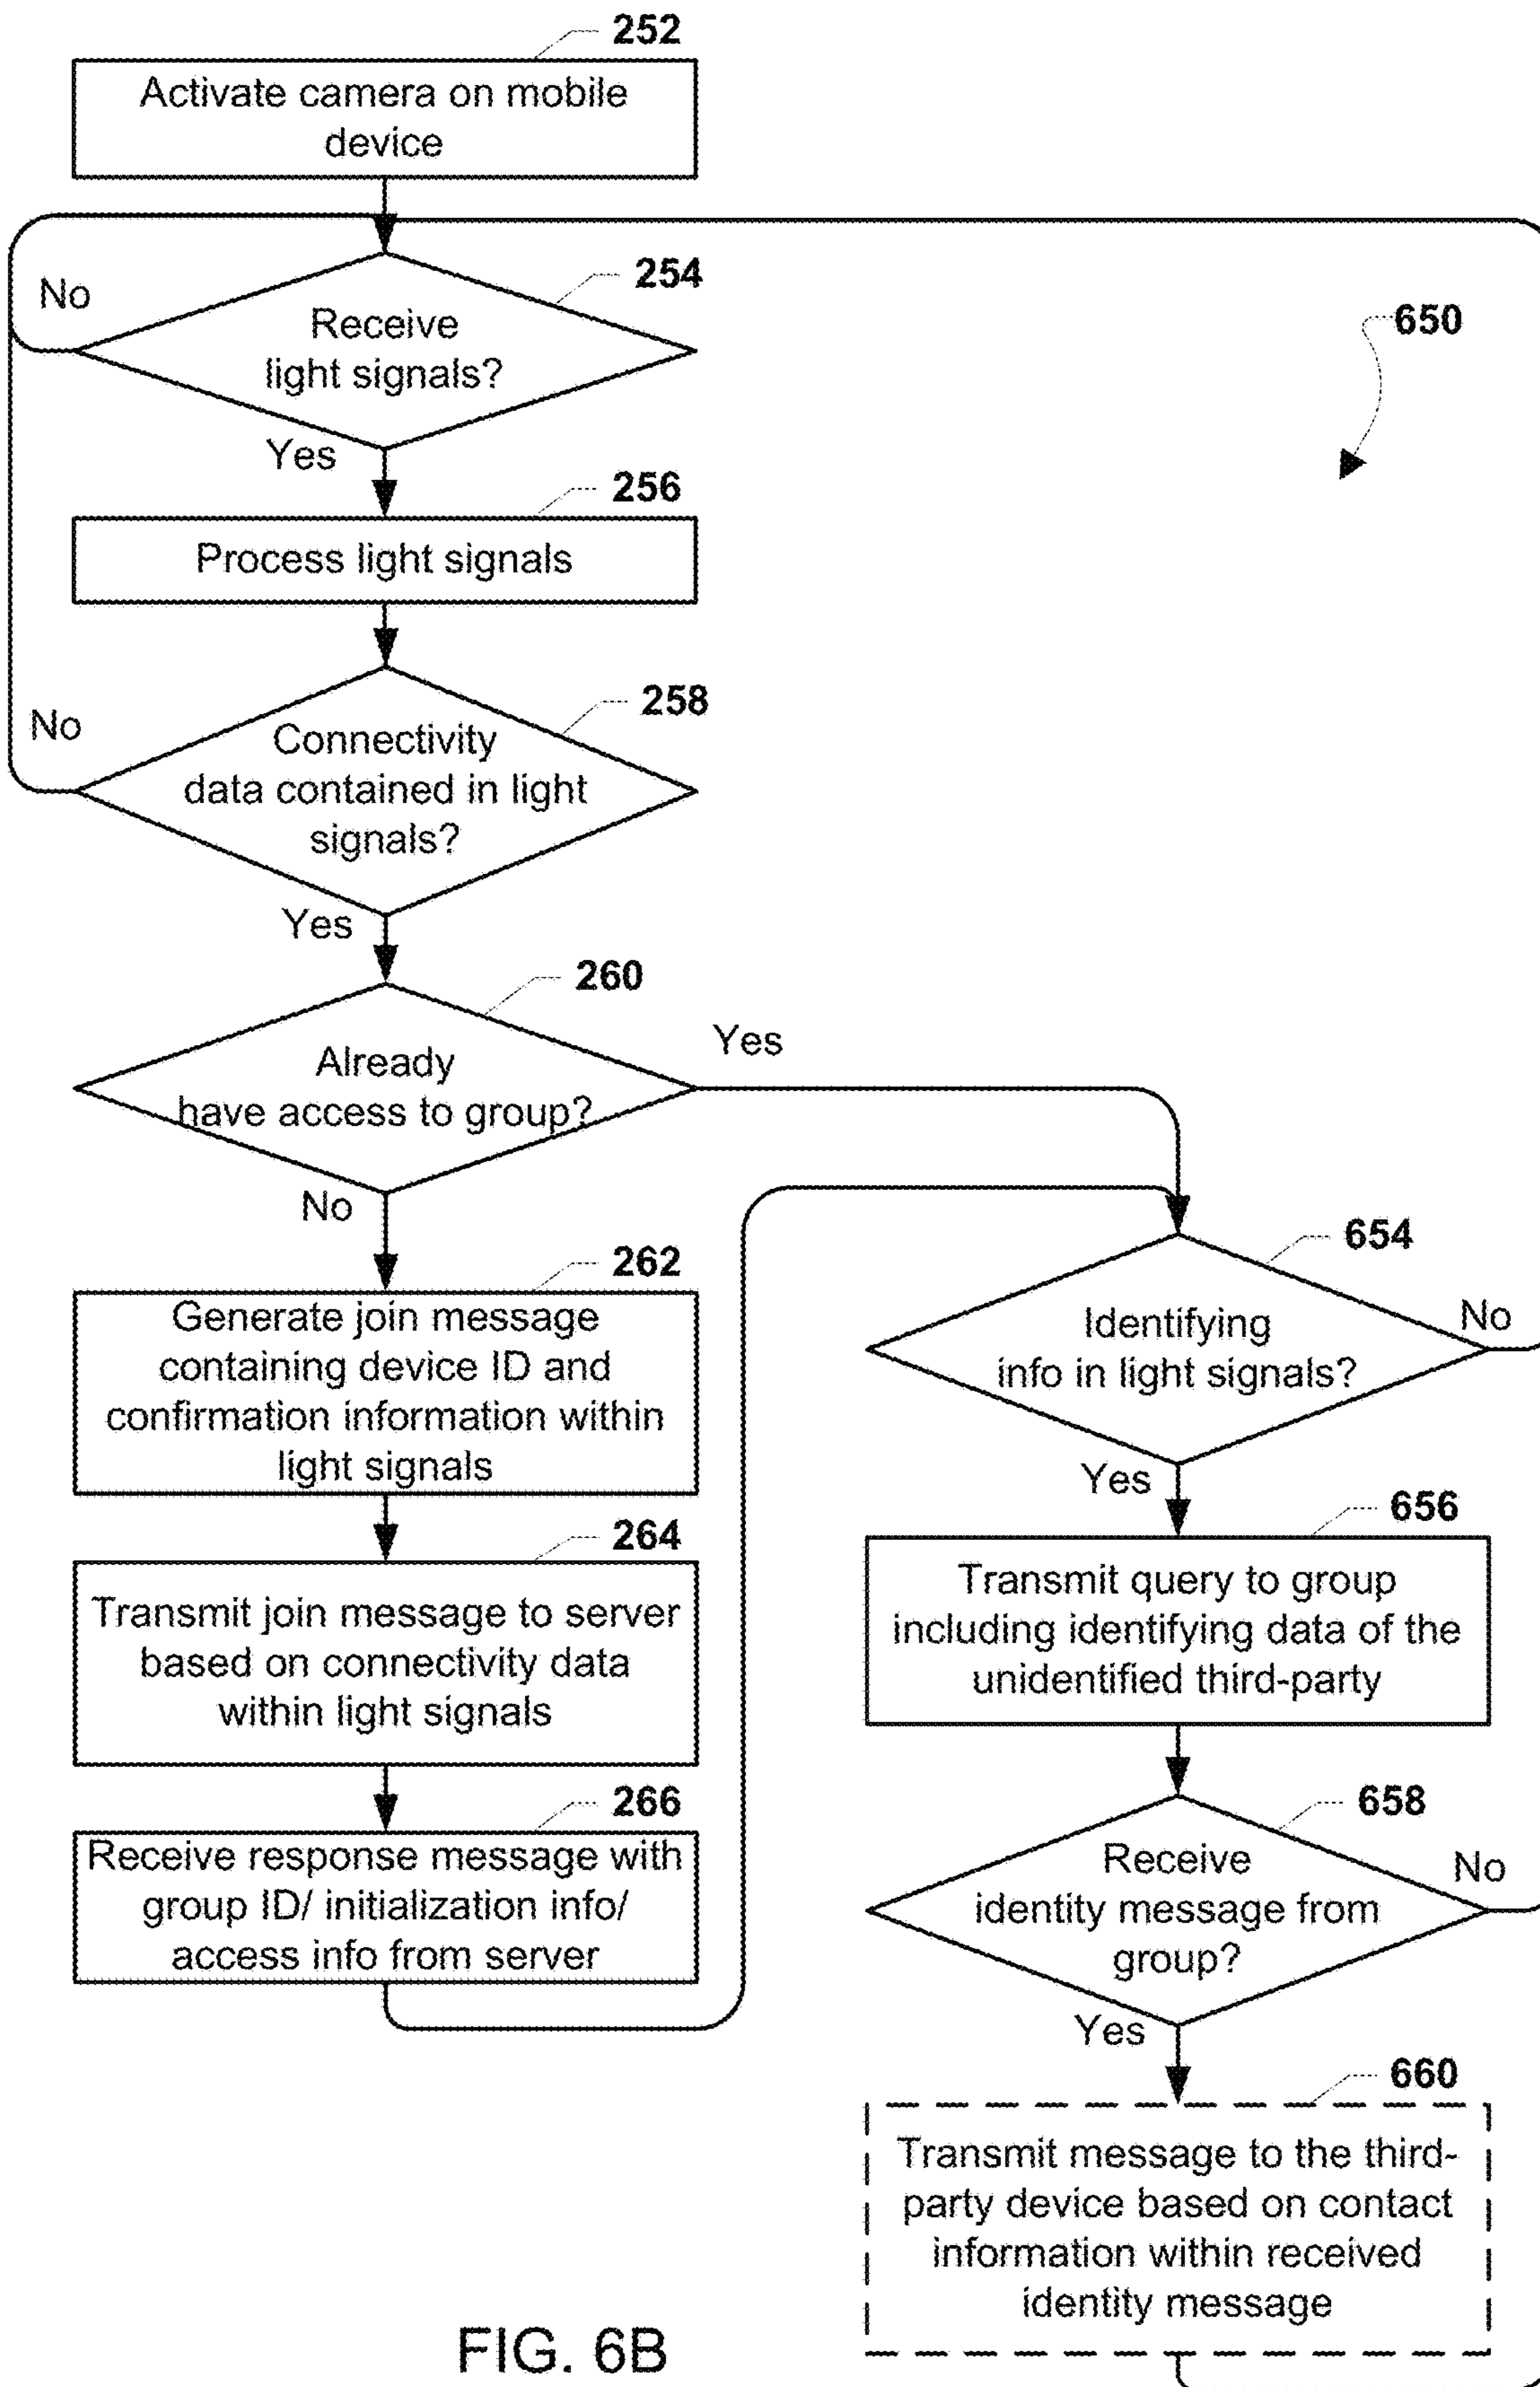 252
Activate camera on mobile
device
No
254
Receive
light signals?
650
Yes
256
Process light signals
No
258
Connectivity
data contained in light
signals?
Yes
260
Already
have access to group?
Yes
No
262
Generate join message
containing device ID and
confirmation information within
light signals
264
Transmit join message to server
based on connectivity data
within light signals
266
Receive response message with
group ID/ initialization info/
access info from server
654
Identifying
info in light signals?
No
Yes
656
Transmit query to group
including identifying data of the
unidentified third-party
658
Receive
identity message from
group?
No
Yes
660
Transmit message to the third-
party device based on contact
information within received
identity message
FIG. 6B